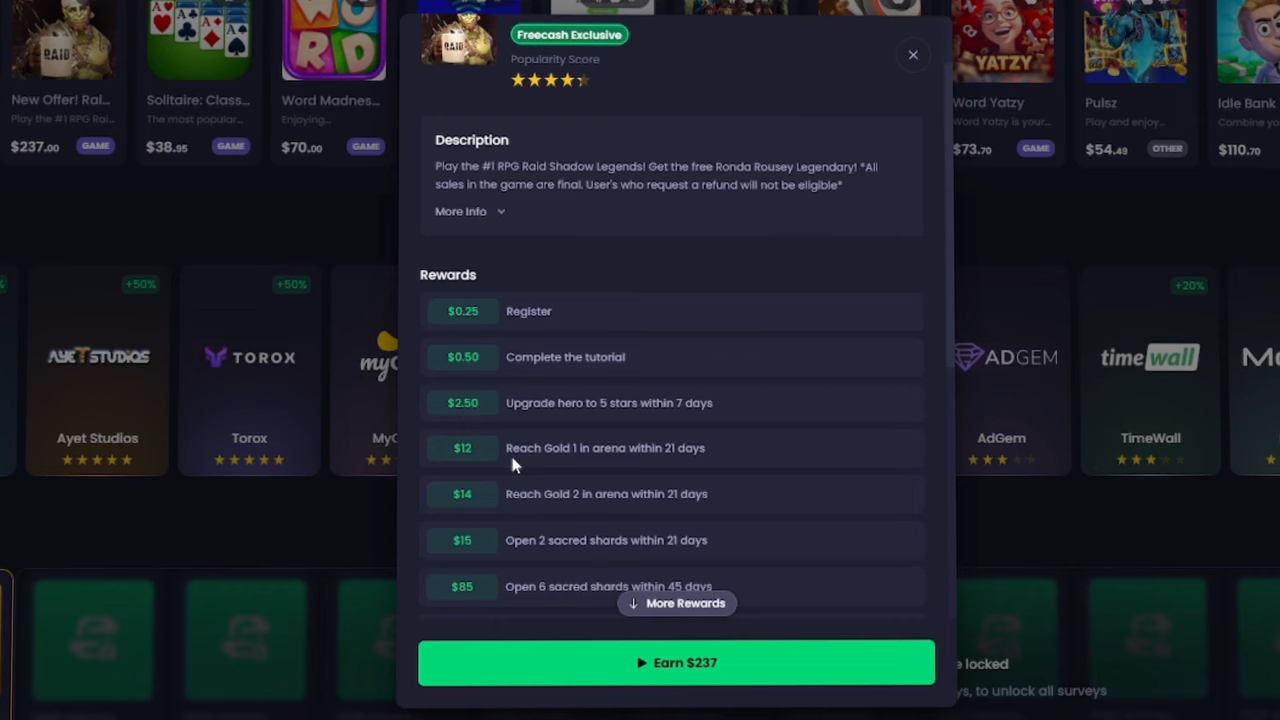 RAID
Freecash Exclusive
Popularity Score
WORD
YATZY
New Offer! Rai...
Play the #1 RPG Rai...
$237.00
GAME
Solitaire: Class...
The most popular...
$38.95
GAME
Word Madnes...
Enjoying...
$70.00
GAME
Word Yatzy
Word Yatzy is your...
$73.70
GAME
Pulsz
Play and enjoy...
$54.49
OTHER
Idle Bank
Combine yo
$110.70
Description
Play the #1 RPG Raid Shadow Legends! Get the free Ronda Rousey Legendary! *All
sales in the game are final. User's who request a refund will not be eligible*
More Info
Rewards
$0.25 Register
$0.50 Complete the tutorial
$2.50 Upgrade hero to 5 stars within 7 days
$12 Reach Gold 1 in arena within 21 days
$14 Reach Gold 2 in arena within 21 days
$15 Open 2 sacred shards within 21 days
$85 Open 6 sacred shards within 45 days
More Rewards
Earn $237
%
+50%
AYET STUDIOS
Ayet Studios
+50%
TOROX
Torox
my
MyC
ADGEM
AdGem
+20%
timewall
TimeWall
M
e locked
ys, to unlock all surveys